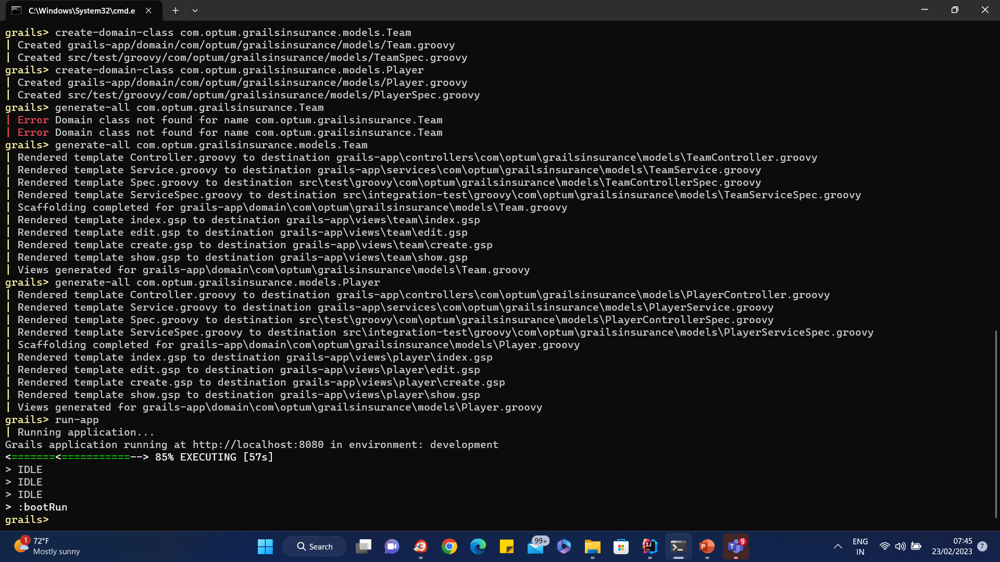 C:\Windows\System32\cmd.e
grails> create-domain-class com.optum.grailsinsurance.models.Team
| Created grails-app/domain/com/optum/grailsinsurance/models/Team.groovy
| Created src/test/groovy/com/optum/grailsinsurance/models/TeamSpec.groovy
grails> create-domain-class com.optum.grailsinsurance.models.Player
| Created grails-app/domain/com/optum/grailsinsurance/models/Player.groovy
| Created src/test/groovy/com/optum/grailsinsurance/models/PlayerSpec.groovy
grails> generate-all com.optum.grailsinsurance.Team
| Error Domain class not found for name com.optum.grailsinsurance.Team
| Error Domain class not found for name com.optum.grailsinsurance.Team
grails> generate-all com.optum.grailsinsurance.models.Team
| Rendered template Controller.groovy to destination grails-app\controllers\com\optum\grailsinsurance\models\TeamController.groovy
| Rendered template Service.groovy to destination grails-app\services\com\optum\grailsinsurance\models\TeamService.groovy
| Rendered template Spec.groovy to destination src\test\groovy\com\optum\grailsinsurance\models\TeamControllerSpec.groovy
| Rendered template ServiceSpec.groovy to destination src\integration-test\groovy\com\optum\grailsinsurance\models\TeamServiceSpec.groovy
| Scaffolding completed for grails-app\domain\com\optum\grailsinsurance\models\Team.groovy
| Rendered template index.gsp to destination grails-app\views\team\index.gsp
| Rendered template edit.gsp to destination grails-app\views\team\edit.gsp
| Rendered template create.gsp to destination grails-app\views\team\create.gsp
| Rendered template show.gsp to destination grails-app\views\team\show.gsp
| Views generated for grails-app\domain\com\optum\grailsinsurance\models\Team.groovy
grails> generate-all com.optum.grailsinsurance.models.Player
| Rendered template Controller.groovy to destination grails-app\controllers\com\optum\grailsinsurance\models\PlayerController.groovy
| Rendered template Service.groovy to destination grails-app\services\com\optum\grailsinsurance\models\PlayerService.groovy
| Rendered template Spec.groovy to destination src\test\groovy\com\optum\grailsinsurance\models\PlayerControllerSpec.groovy
| Rendered template ServiceSpec.groovy to destination src\integration-test\groovy\com\optum\grailsinsurance\models\PlayerServiceSpec.groovy
| Scaffolding completed for grails-app\domain\com\optum\grailsinsurance\models\Player.groovy
| Rendered template index.gsp to destination grails-app\views\player\index.gsp
| Rendered template edit.gsp to destination grails-app\views\player\edit.gsp
| Rendered template create.gsp to destination grails-app\views\player\create.gsp
| Rendered template show.gsp to destination grails-app\views\player\show.gsp
| Views generated for grails-app\domain\com\optum\grailsinsurance\models\Player.groovy
grails> run-app
| Running application...
Grails application running at http://localhost:8080 in environment: development
<=======<===========--> 85% EXECUTING [57s]
> IDLE
> IDLE
> IDLE
> :bootRun
grails>
1
72°F
Mostly sunny
Search
99+
IJ
P
T
9
ENG
IN
07:45
23/02/2023
7